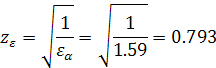 z_ε = √(1/ε_α) = √(1/1.59) = 0.793